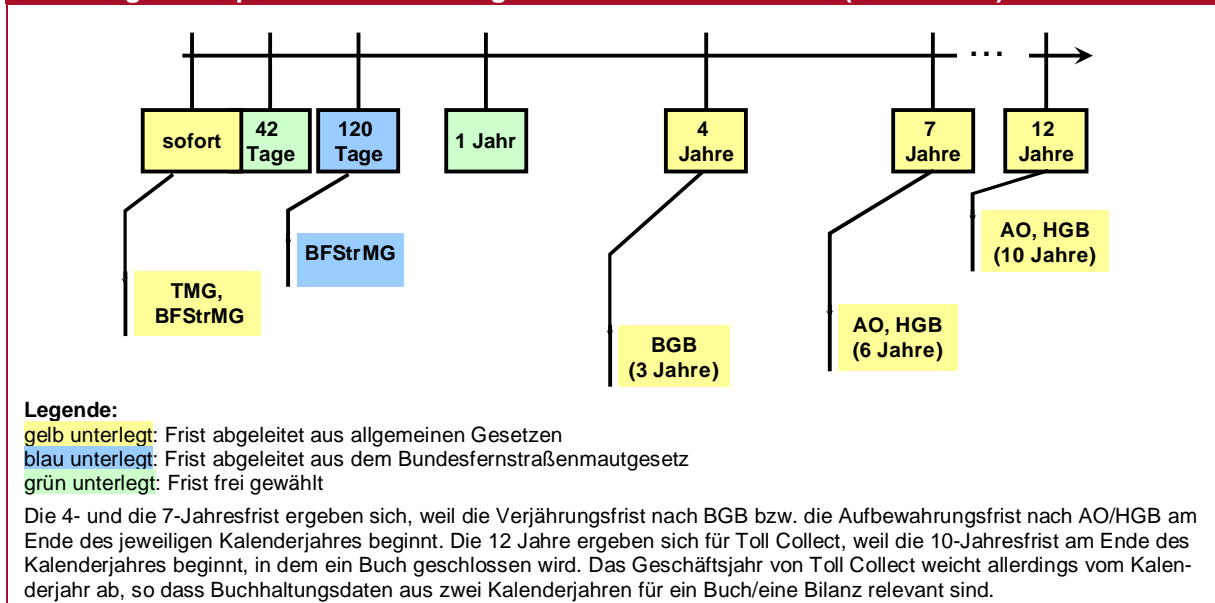 ...
sofort
42
Tage
120
Tage
1 Jahr
4
Jahre
7
Jahre
12
Jahre
TMG,
BFStrMG
BFStrMG
BGB
(3 Jahre)
AO, HGB
(6 Jahre)
AO, HGB
(10 Jahre)
Legende:
gelb unterlegt: Frist abgeleitet aus allgemeinen Gesetzen
blau unterlegt: Frist abgeleitet aus dem Bundesfernstraßenmautgesetz
grün unterlegt: Frist frei gewählt
Die 4- und die 7-Jahresfrist ergeben sich, weil die Verjährungsfrist nach BGB bzw. die Aufbewahrungsfrist nach AO/HGB am
Ende des jeweiligen Kalenderjahres beginnt. Die 12 Jahre ergeben sich für Toll Collect, weil die 10-Jahresfrist am Ende des
Kalenderjahres beginnt, in dem ein Buch geschlossen wird. Das Geschäftsjahr von Toll Collect weicht allerdings vom Kalen-
derjahr ab, so dass Buchhaltungsdaten aus zwei Kalenderjahren für ein Buch/eine Bilanz relevant sind.